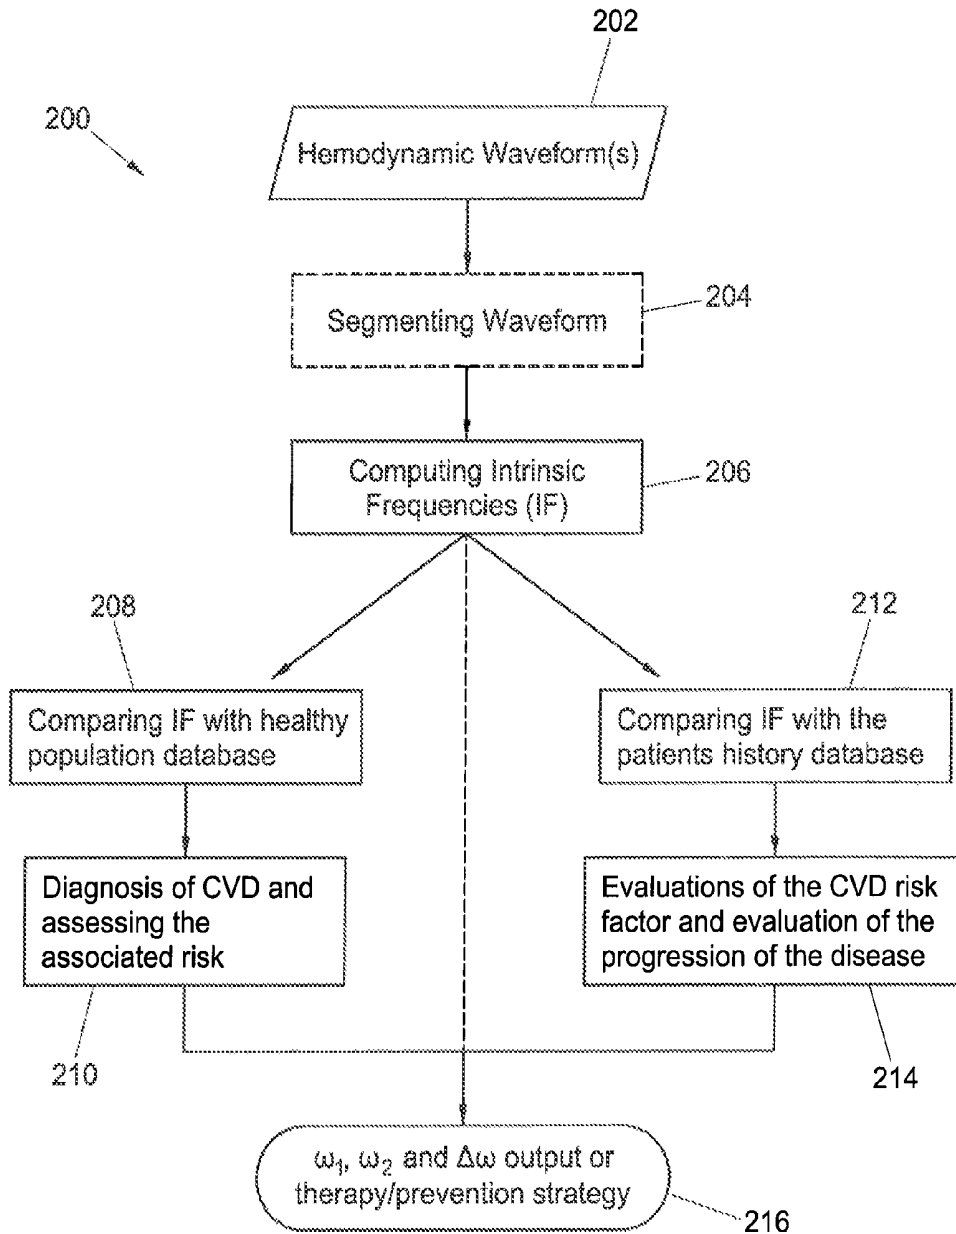 202
200
Hemodynamic Waveform(s)
204
Segmenting Waveform
Computing Intrinsic
Frequencies (IF)
206
208
212
Comparing IF with healthy
population database
Comparing IF with the
patients history database
Diagnosis of CVD and
assessing the
associated risk
Evaluations of the CVD risk
factor and evaluation of the
progression of the disease
210
214
ω₁, ω₂ and Δω output or
therapy/prevention strategy
216